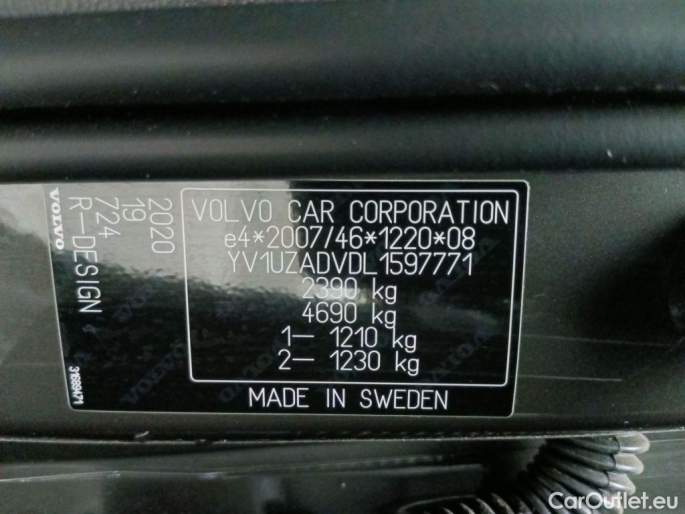 VOLVO CAR CORPORATION
e4*2007/46*1220*08
YV1UZADVDL1597771
2390 kg
4690 kg
1– 1210 kg
2– 1230 kg
MADE IN SWEDEN
2020
19
724
R–DESIGN
VOLVO
CarOutlet.eu